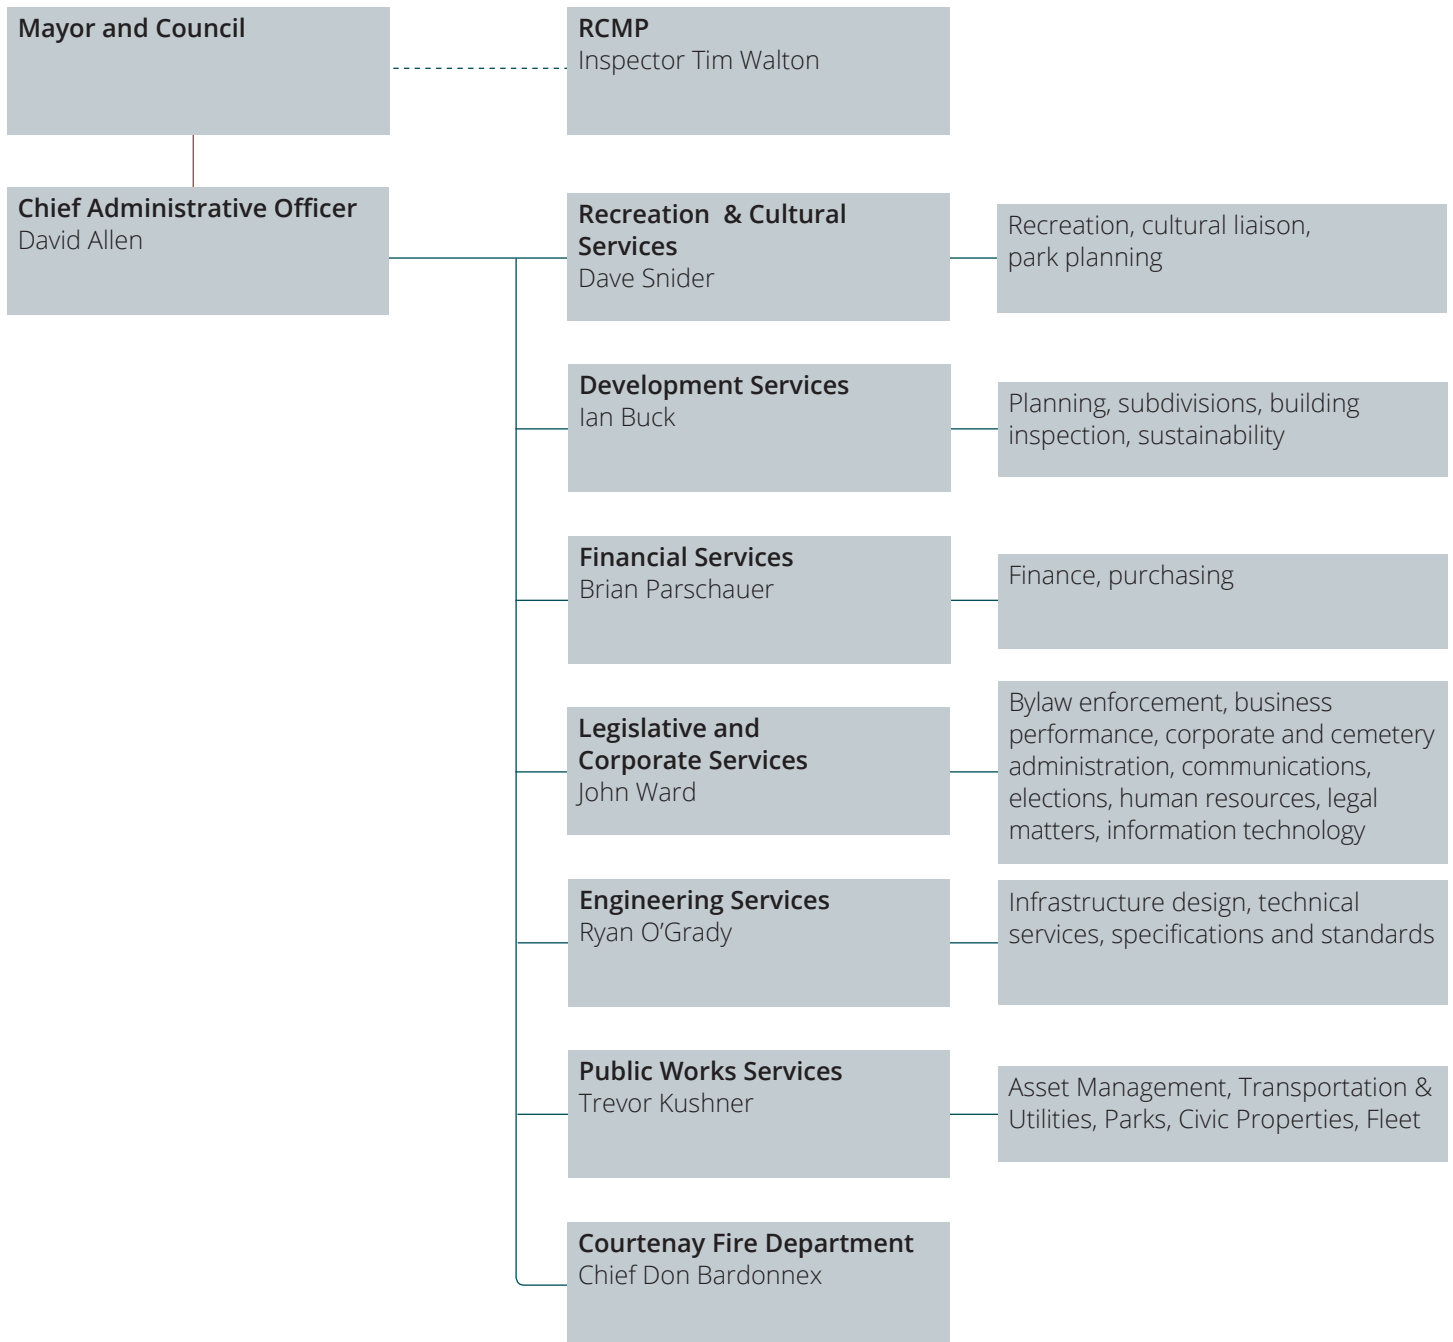 Mayor and Council
RCMP
Inspector Tim Walton
Chief Administrative Officer
David Allen
Recreation & Cultural
Services
Dave Snider
Recreation, cultural liaison,
park planning
Development Services
Ian Buck
Planning, subdivisions, building
inspection, sustainability
Financial Services
Brian Parschauer
Finance, purchasing
Legislative and
Corporate Services
John Ward
Bylaw enforcement, business
performance, corporate and cemetery
administration, communications,
elections, human resources, legal
matters, information technology
Engineering Services
Ryan O’Grady
Infrastructure design, technical
services, specifications and standards
Public Works Services
Trevor Kushner
Asset Management, Transportation &
Utilities, Parks, Civic Properties, Fleet
Courtenay Fire Department
Chief Don Bardonnex